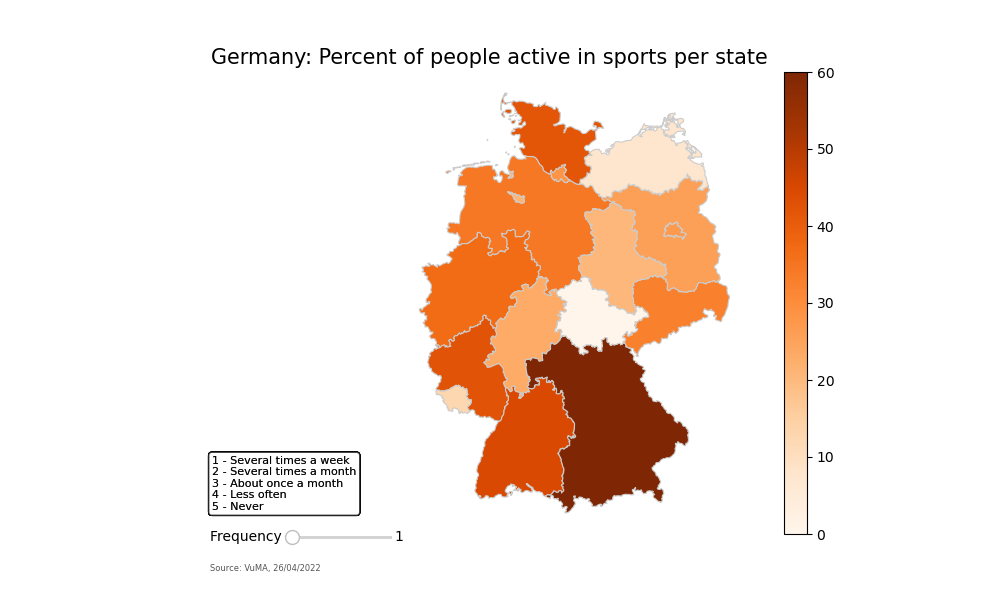 Germany: Percent of people active in sports per state
60
50
40
30
20
10
0
1 - Several times a week
2 - Several times a month
3 - About once a month
4 - Less often
5 - Never
Frequency 1
Source: VuMA, 26/04/2022